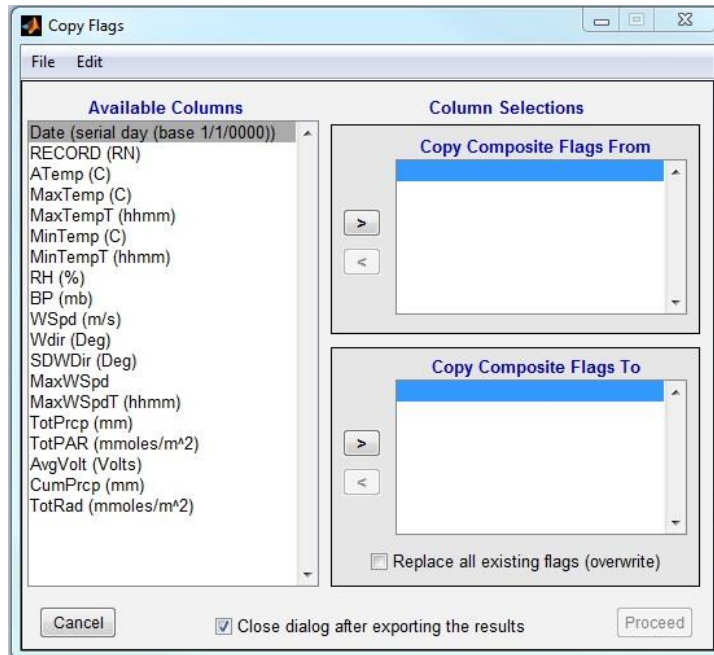 Copy Flags
File Edit
Available Columns
Date (serial day (base 1/1/0000))
RECORD (RN)
ATemp (C)
MaxTemp (C)
MaxTempT (hhmm)
MinTemp (C)
MinTempT (hhmm)
RH (%)
BP (mb)
WSpd (m/s)
Wdir (Deg)
SDWDir (Deg)
MaxWSpd
MaxWSpdT (hhmm)
TotPrcp (mm)
TotPAR (mmoles/m^2)
AvgVolt (Volts)
CumPrcp (mm)
TotRad (mmoles/m^2)
Column Selections
Copy Composite Flags From
>
<
Copy Composite Flags To
>
<
Replace all existing flags (overwrite)
Cancel
Close dialog after exporting the results
Proceed